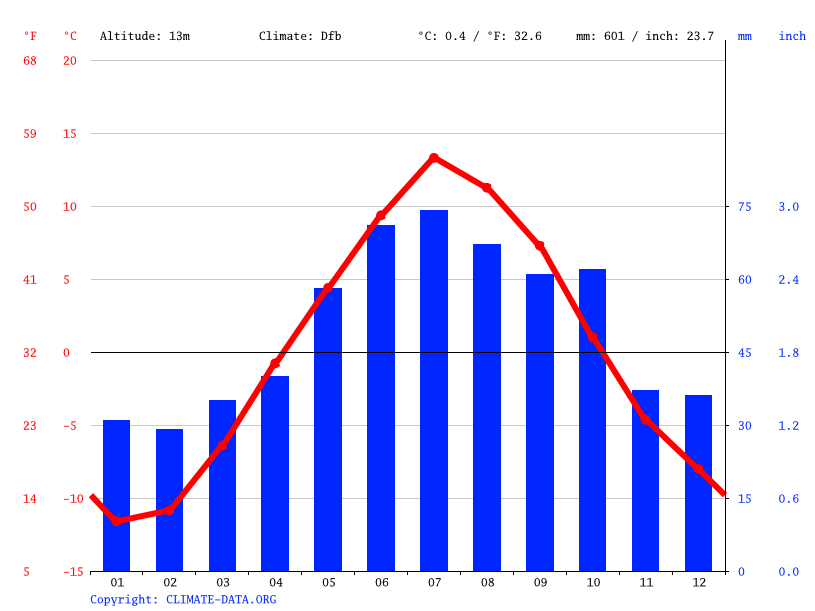 °F °C Altitude: 13m Climate: Dfb °C: 0.4 / °F: 32.6 mm: 601 / inch: 23.7 mm inch
68 20
59 15
50 10 75 3.0
41 5 60 2.4
32 0 45 1.8
23 -5 30 1.2
14 -10 15 0.6
5 -15 0 0.0
01 02 03 04 05 06 07 08 09 10 11 12
Copyright: CLIMATE-DATA.ORG